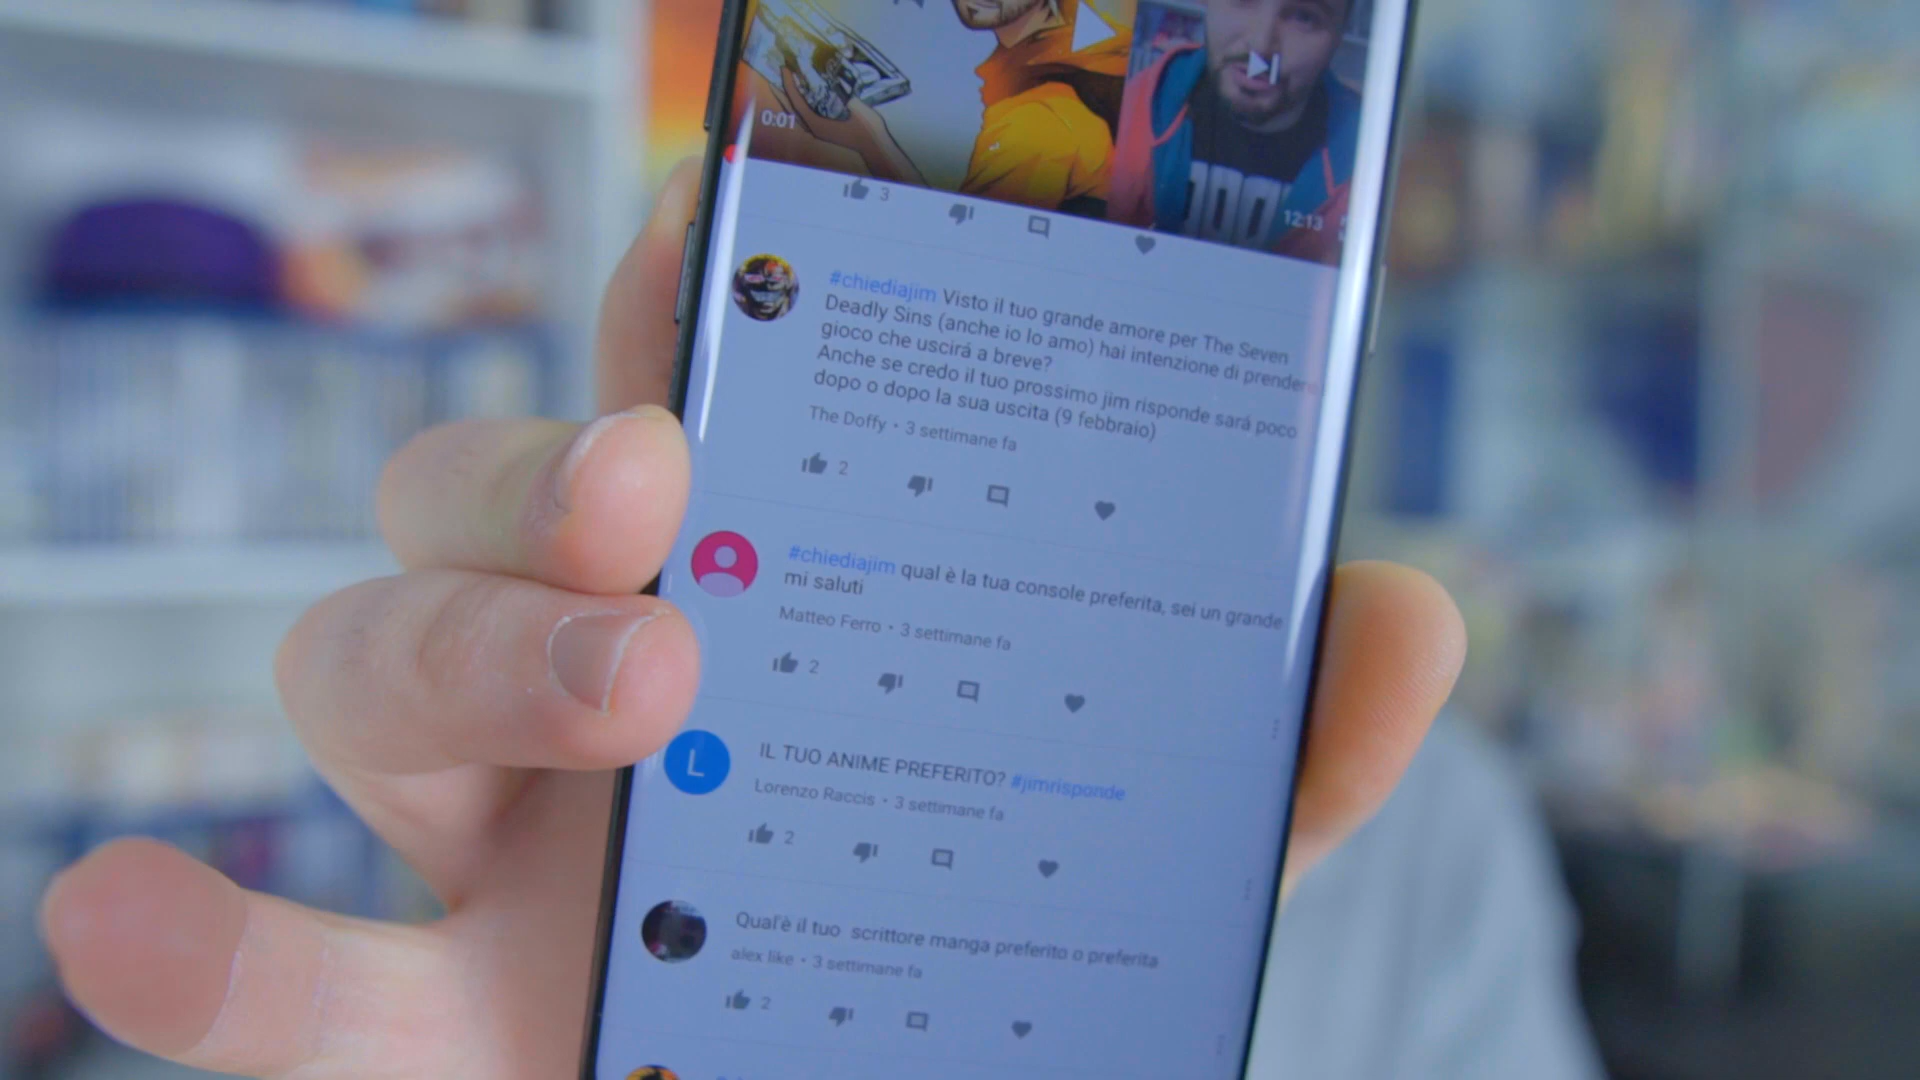 0:01
12:13
3
#chiediajim Visto il tuo grande amore per The Seven
Deadly Sins (anche io lo amo) hai intenzione di prendere
gioco che uscirá a breve?
Anche se credo il tuo prossimo jim risponde sará poco
dopo o dopo la sua uscita (9 febbraio)
The Doffy • 3 settimane fa
2
#chiediajim qual è la tua console preferita, sei un grande
mi saluti
Matteo Ferro • 3 settimane fa
2
L
IL TUO ANIME PREFERITO? #jimrisponde
Lorenzo Raccis • 3 settimane fa
2
Qual'è il tuo scrittore manga preferito o preferita
alex like • 3 settimane fa
2